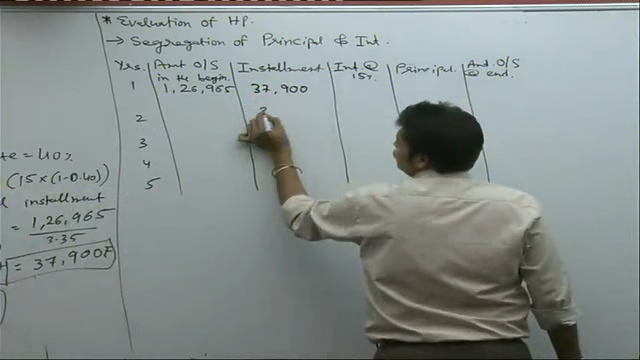 * Evaluation of HP.
→ Segregation of Principal & Int.
Yrs. Amt O/S in the begin. Installment Int @ 15% Principal Amt. O/S @ end.
1 1,26,965 37,900
2 3
3
4
5
te = 40%
(15×(1-0.40))
installment
= 1,26,965
3.35
= 37,900